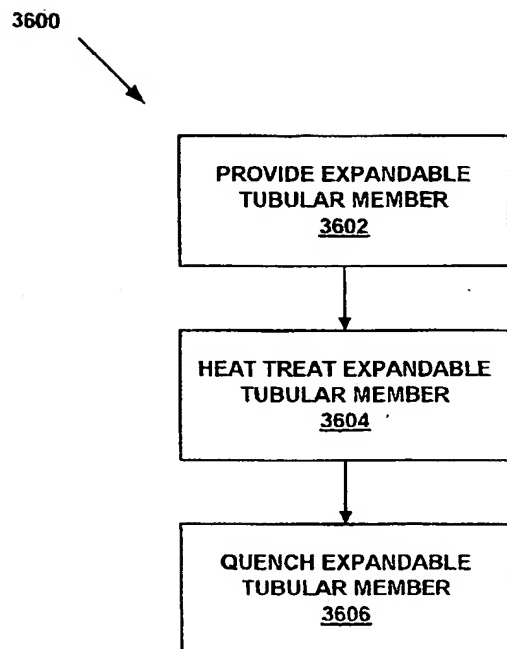 3600
PROVIDE EXPANDABLE
TUBULAR MEMBER
3602
HEAT TREAT EXPANDABLE
TUBULAR MEMBER
3604
QUENCH EXPANDABLE
TUBULAR MEMBER
3606